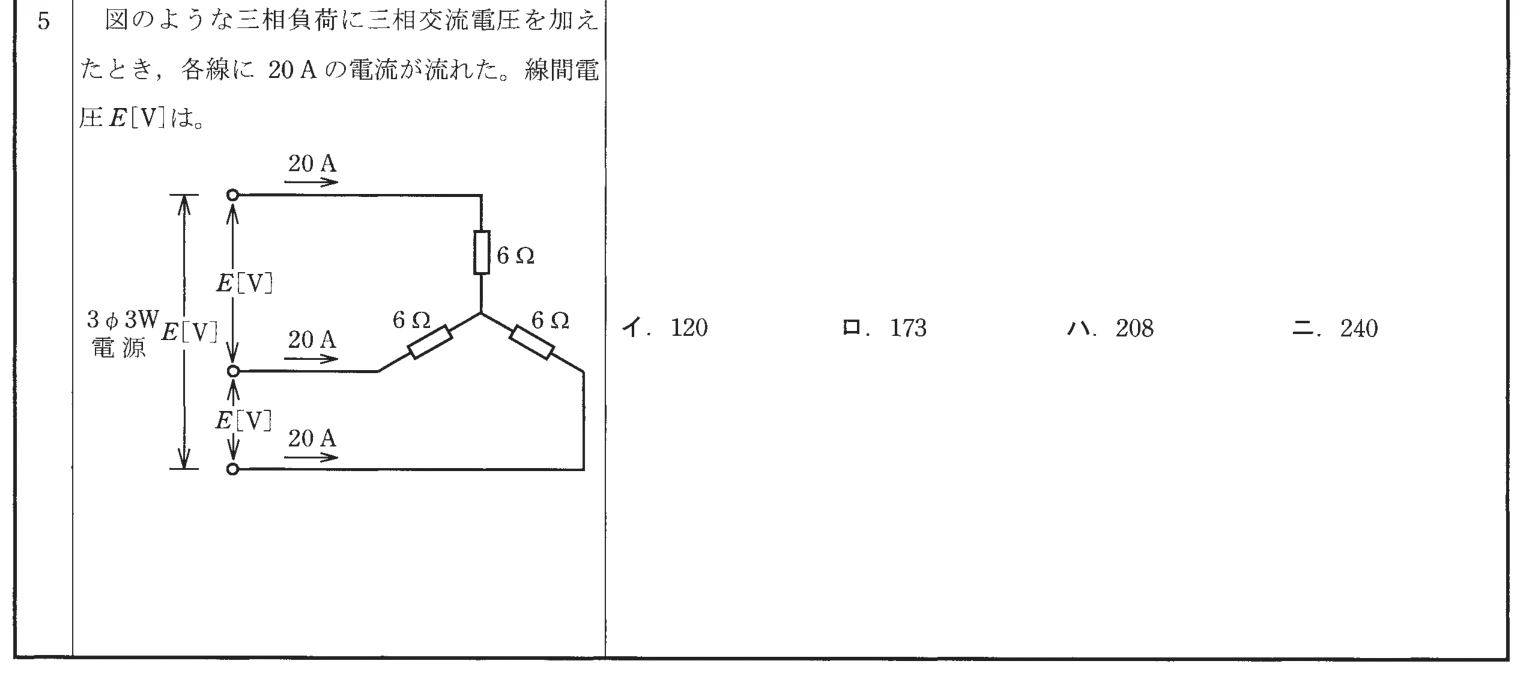 5 図のような三相負荷に三相交流電圧を加え
たとき，各線に 20 A の電流が流れた。線間電
圧 E[V]は。
20 A
6 Ω
E[V]
3 φ 3W
電 源
E[V]
6 Ω
6 Ω
20 A
E[V]
20 A
イ．120 ロ．173 ハ．208 ニ．240